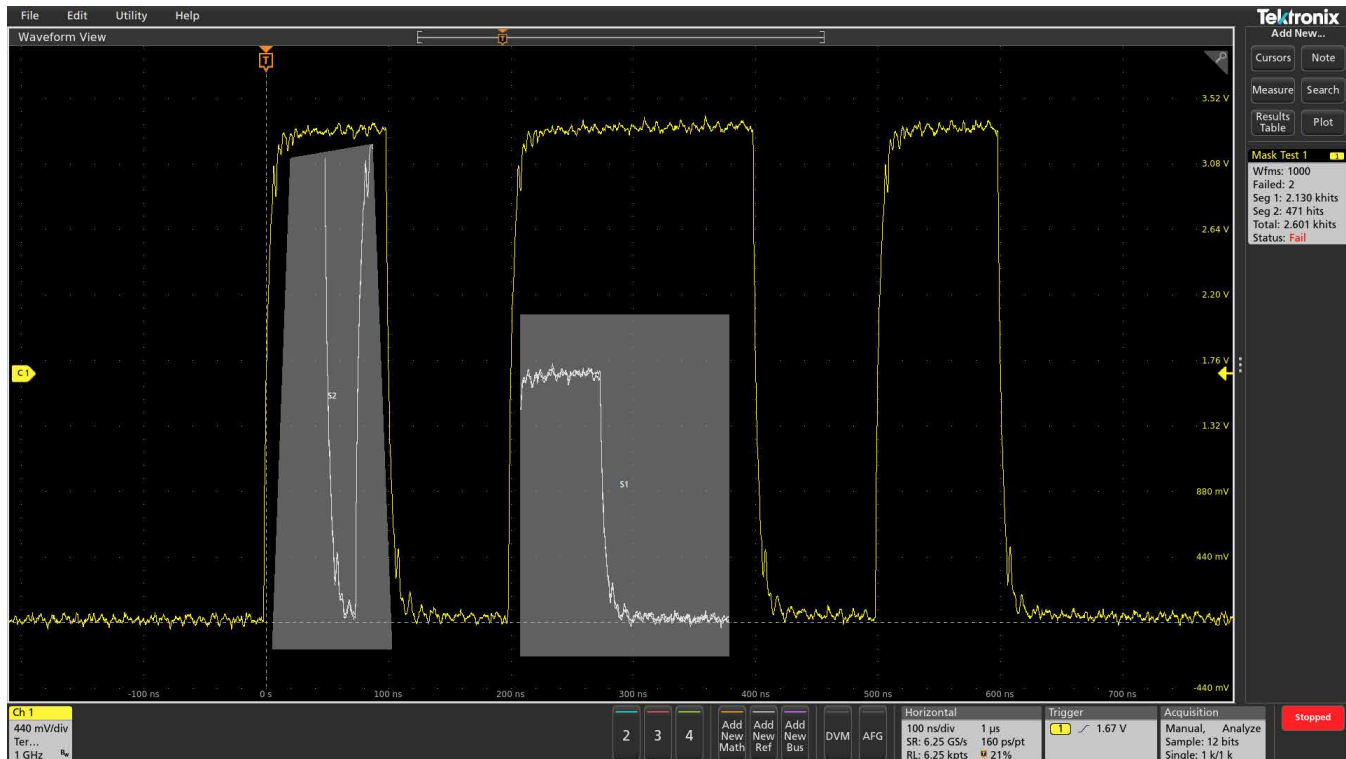 File Edit Utility Help
Tektronix
Waveform View
Add New...
T
T
Cursors Note
Measure Search
Results Table Plot
3.52 V
3.08 V
2.64 V
2.20 V
1.76 V
1.32 V
880 mV
440 mV
-440 mV
Mask Test 1 1
Wfms: 1000
Failed: 2
Seg 1: 2.130 khits
Seg 2: 471 hits
Total: 2.601 khits
Status: Fail
C1
S2
S1
-100 ns 0 s 100 ns 200 ns 300 ns 400 ns 500 ns 600 ns 700 ns
Ch 1
440 mV/div
Ter...
1 GHz Bw
2 3 4
Add New Math
Add New Ref
Add New Bus
DVM AFG
Horizontal
100 ns/div 1 µs
SR: 6.25 GS/s 160 ps/pt
RL: 6.25 kpts T 21%
Trigger
1 1.67 V
Acquisition
Manual, Analyze
Sample: 12 bits
Single: 1 k/1 k
Stopped